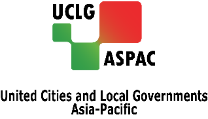 UCLG
ASPAC
United Cities and Local Governments
Asia-Pacific